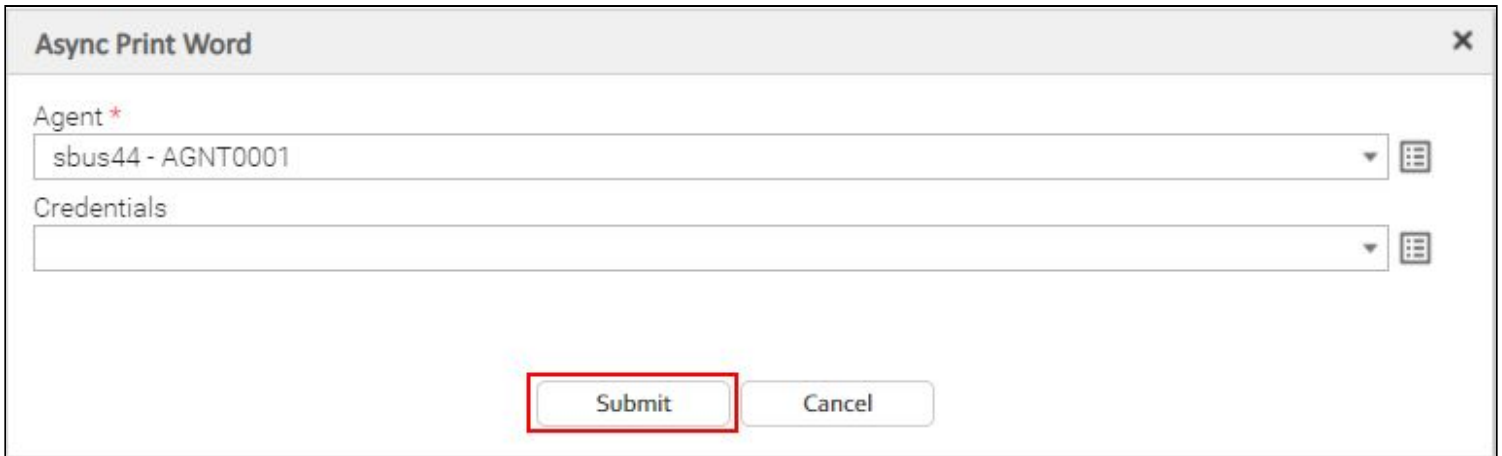 Async Print Word
Agent *
sbus44 - AGNT0001
Credentials
Submit
Cancel